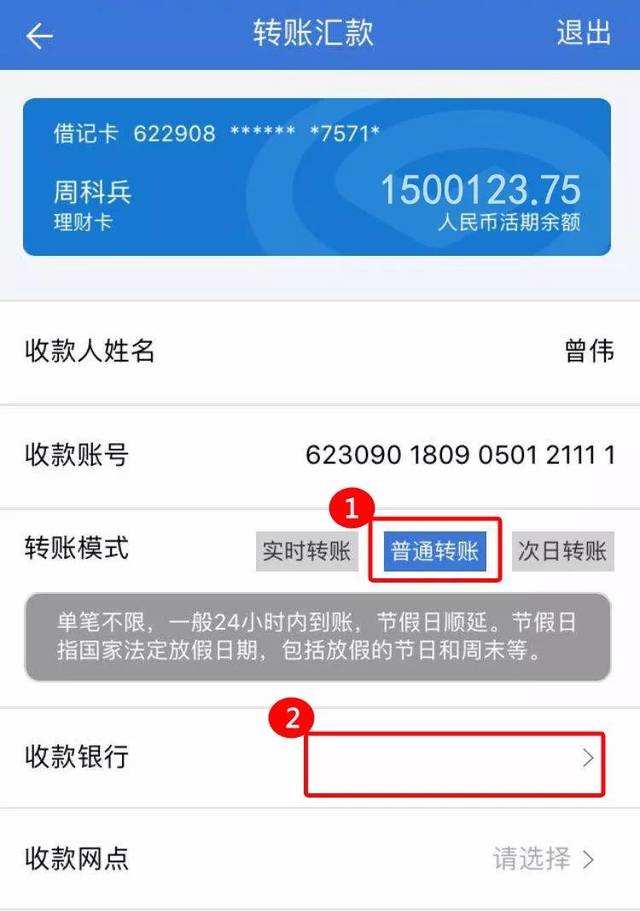 转账汇款 退出
借记卡 622908 ****** *7571*
周科兵 1500123.75
理财卡 人民币活期余额
收款人姓名 曾伟
收款账号 623090 1809 0501 2111 1
1
转账模式 实时转账 普通转账 次日转账
单笔不限，一般24小时内到账，节假日顺延。节假日
指国家法定放假日期，包括放假的节日和周末等。
2
收款银行
收款网点 请选择